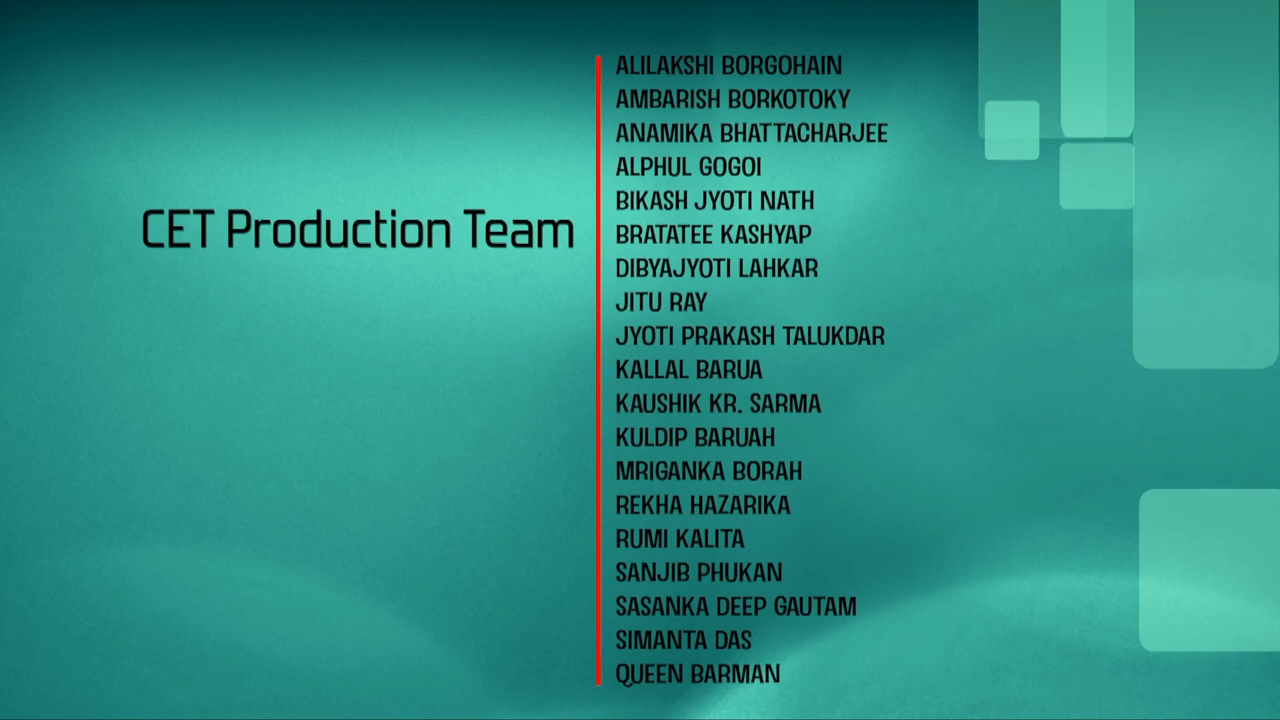 CET Production Team
ALILAKSHI BORGOHAIN
AMBARISH BORKOTOKY
ANAMIKA BHATTACHARJEE
ALPHUL GOGOI
BIKASH JYOTI NATH
BRATATEE KASHYAP
DIBYAJYOTI LAHKAR
JITU RAY
JYOTI PRAKASH TALUKDAR
KALLAL BARUA
KAUSHIK KR. SARMA
KULDIP BARUAH
MRIGANKA BORAH
REKHA HAZARIKA
RUMI KALITA
SANJIB PHUKAN
SASANKA DEEP GAUTAM
SIMANTA DAS
QUEEN BARMAN